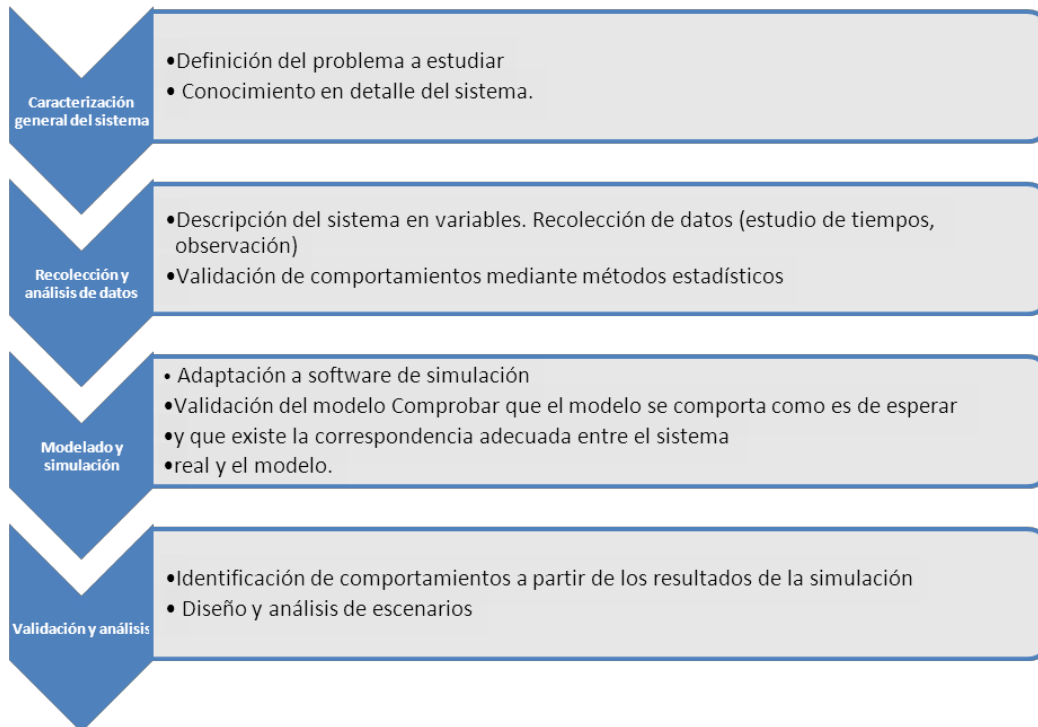 Caracterización
general del sistema
•Definición del problema a estudiar
• Conocimiento en detalle del sistema.
Recolección y
análisis de datos
•Descripción del sistema en variables. Recolección de datos (estudio de tiempos,
observación)
•Validación de comportamientos mediante métodos estadísticos
Modelado y
simulación
• Adaptación a software de simulación
•Validación del modelo Comprobar que el modelo se comporta como es de esperar
•y que existe la correspondencia adecuada entre el sistema
•real y el modelo.
Validación y análisis
•Identificación de comportamientos a partir de los resultados de la simulación
• Diseño y análisis de escenarios